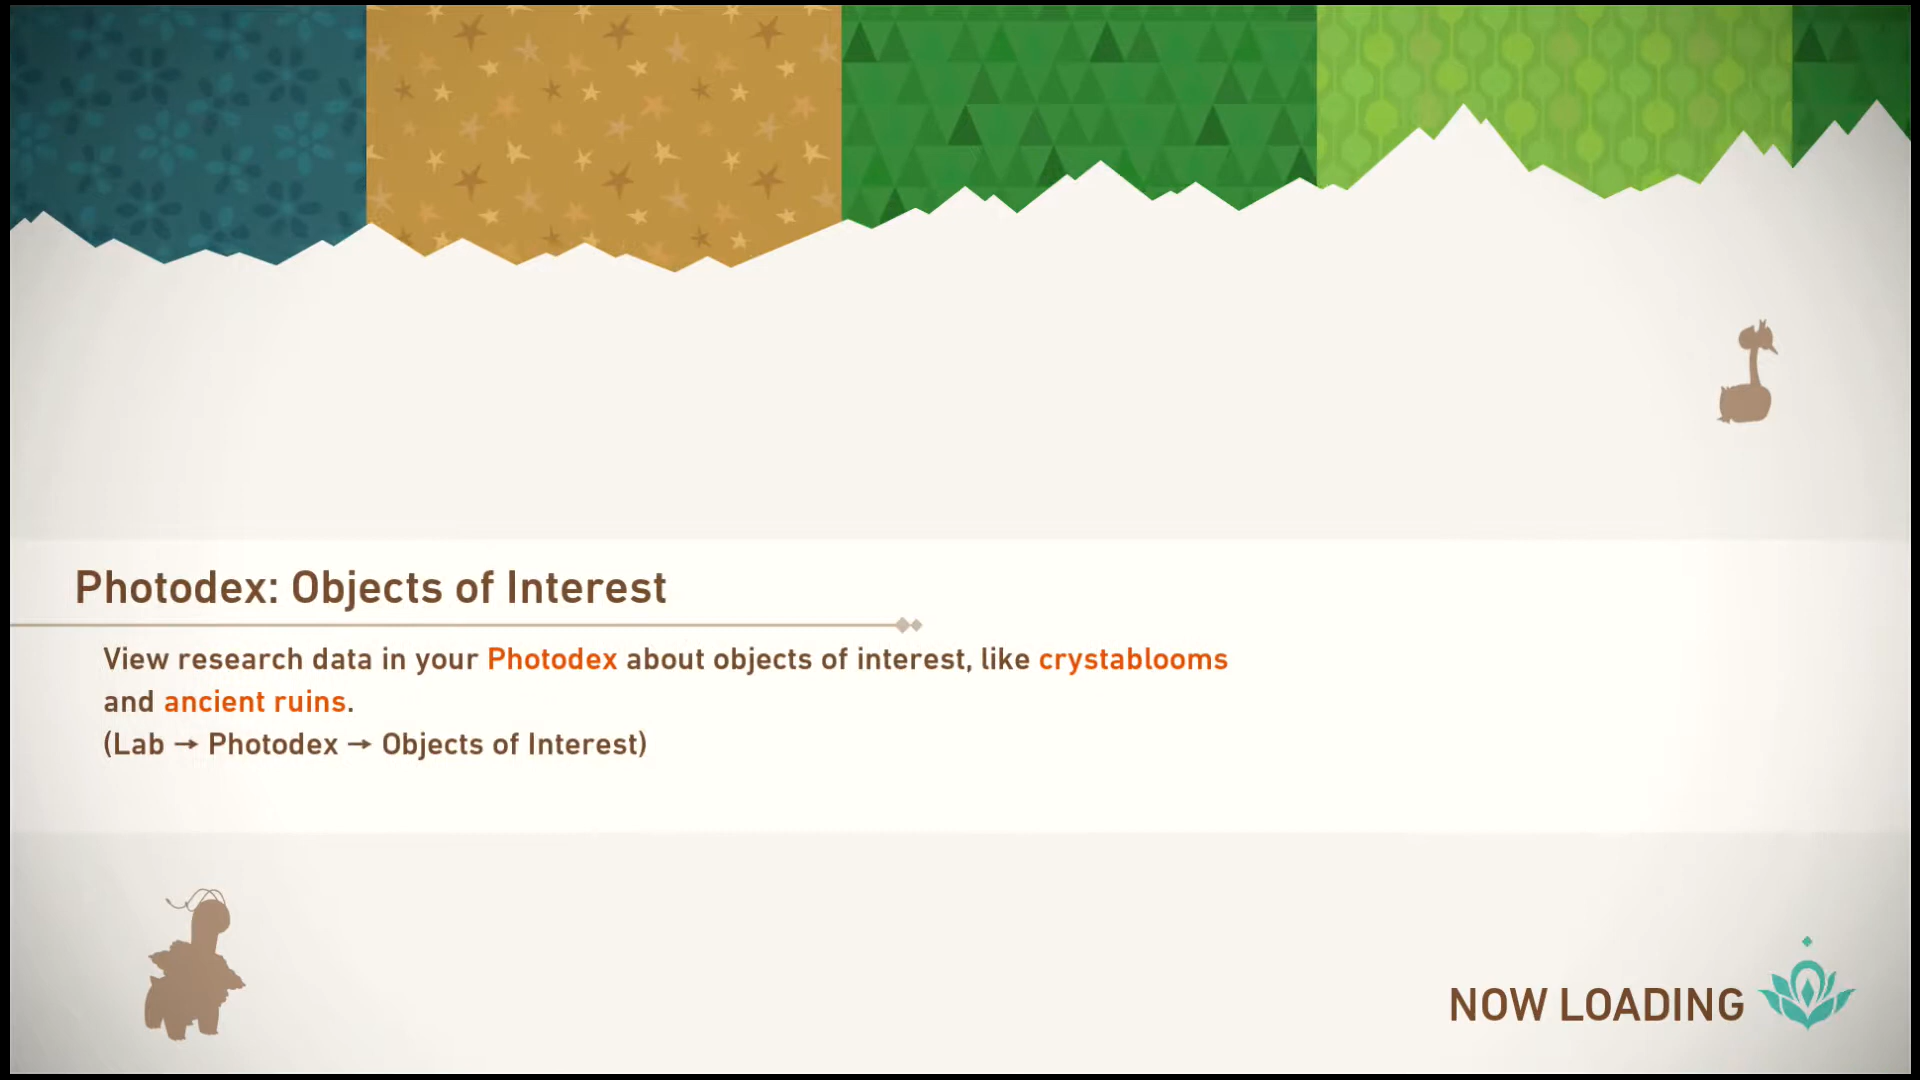 Photodex: Objects of Interest
View research data in your Photodex about objects of interest, like crystablooms
and ancient ruins.
(Lab → Photodex → Objects of Interest)
NOW LOADING